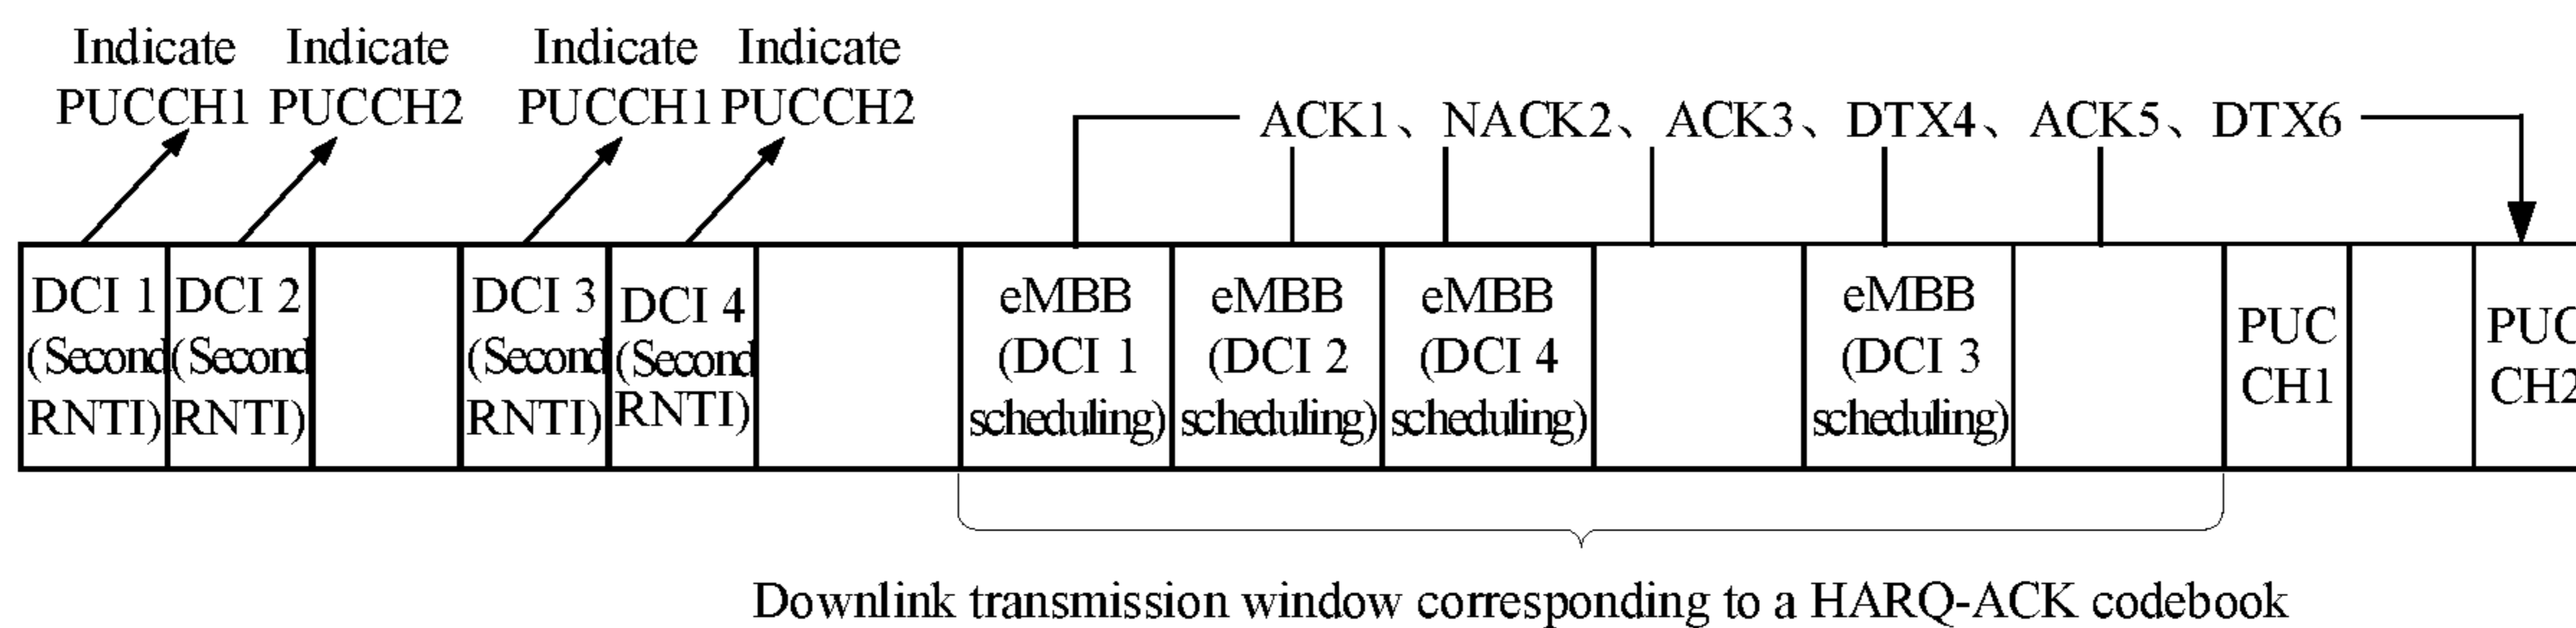 Indicate Indicate Indicate Indicate
PUCCH1 PUCCH2 PUCCH1 PUCCH2
ACK1、NACK2、ACK3、DTX4、ACK5、DTX6
DCI 1
(Second
RNTI)
DCI 2
(Second
RNTI)
DCI 3
(Second
RNTI)
DCI 4
(Second
RNTI)
eMBB
(DCI 1
scheduling)
eMBB
(DCI 2
scheduling)
eMBB
(DCI 4
scheduling)
eMBB
(DCI 3
scheduling)
PUC
CH1
PUC
CH2
Downlink transmission window corresponding to a HARQ-ACK codebook